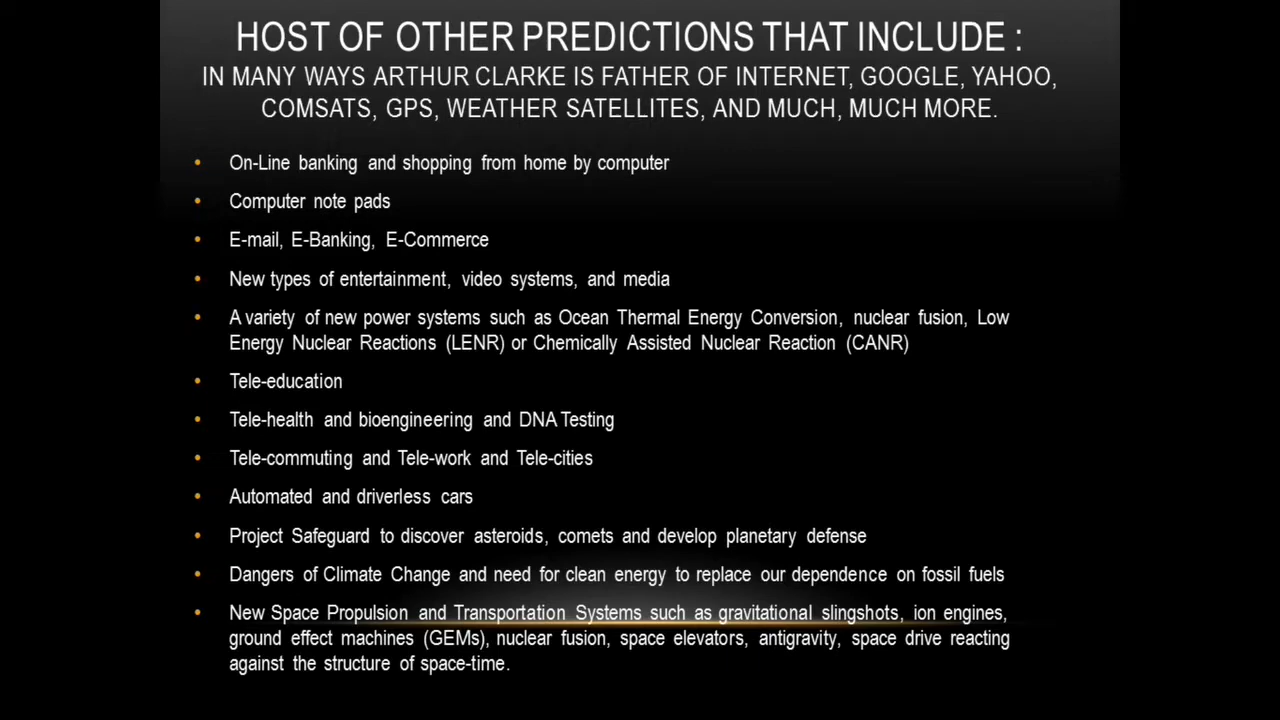 HOST OF OTHER PREDICTIONS THAT INCLUDE :
IN MANY WAYS ARTHUR CLARKE IS FATHER OF INTERNET, GOOGLE, YAHOO,
COMSATS, GPS, WEATHER SATELLITES, AND MUCH, MUCH MORE.
• On-Line banking and shopping from home by computer
• Computer note pads
• E-mail, E-Banking, E-Commerce
• New types of entertainment, video systems, and media
• A variety of new power systems such as Ocean Thermal Energy Conversion, nuclear fusion, Low
Energy Nuclear Reactions (LENR) or Chemically Assisted Nuclear Reaction (CANR)
• Tele-education
• Tele-health and bioengineering and DNA Testing
• Tele-commuting and Tele-work and Tele-cities
• Automated and driverless cars
• Project Safeguard to discover asteroids, comets and develop planetary defense
• Dangers of Climate Change and need for clean energy to replace our dependence on fossil fuels
• New Space Propulsion and Transportation Systems such as gravitational slingshots, ion engines,
ground effect machines (GEMs), nuclear fusion, space elevators, antigravity, space drive reacting
against the structure of space-time.